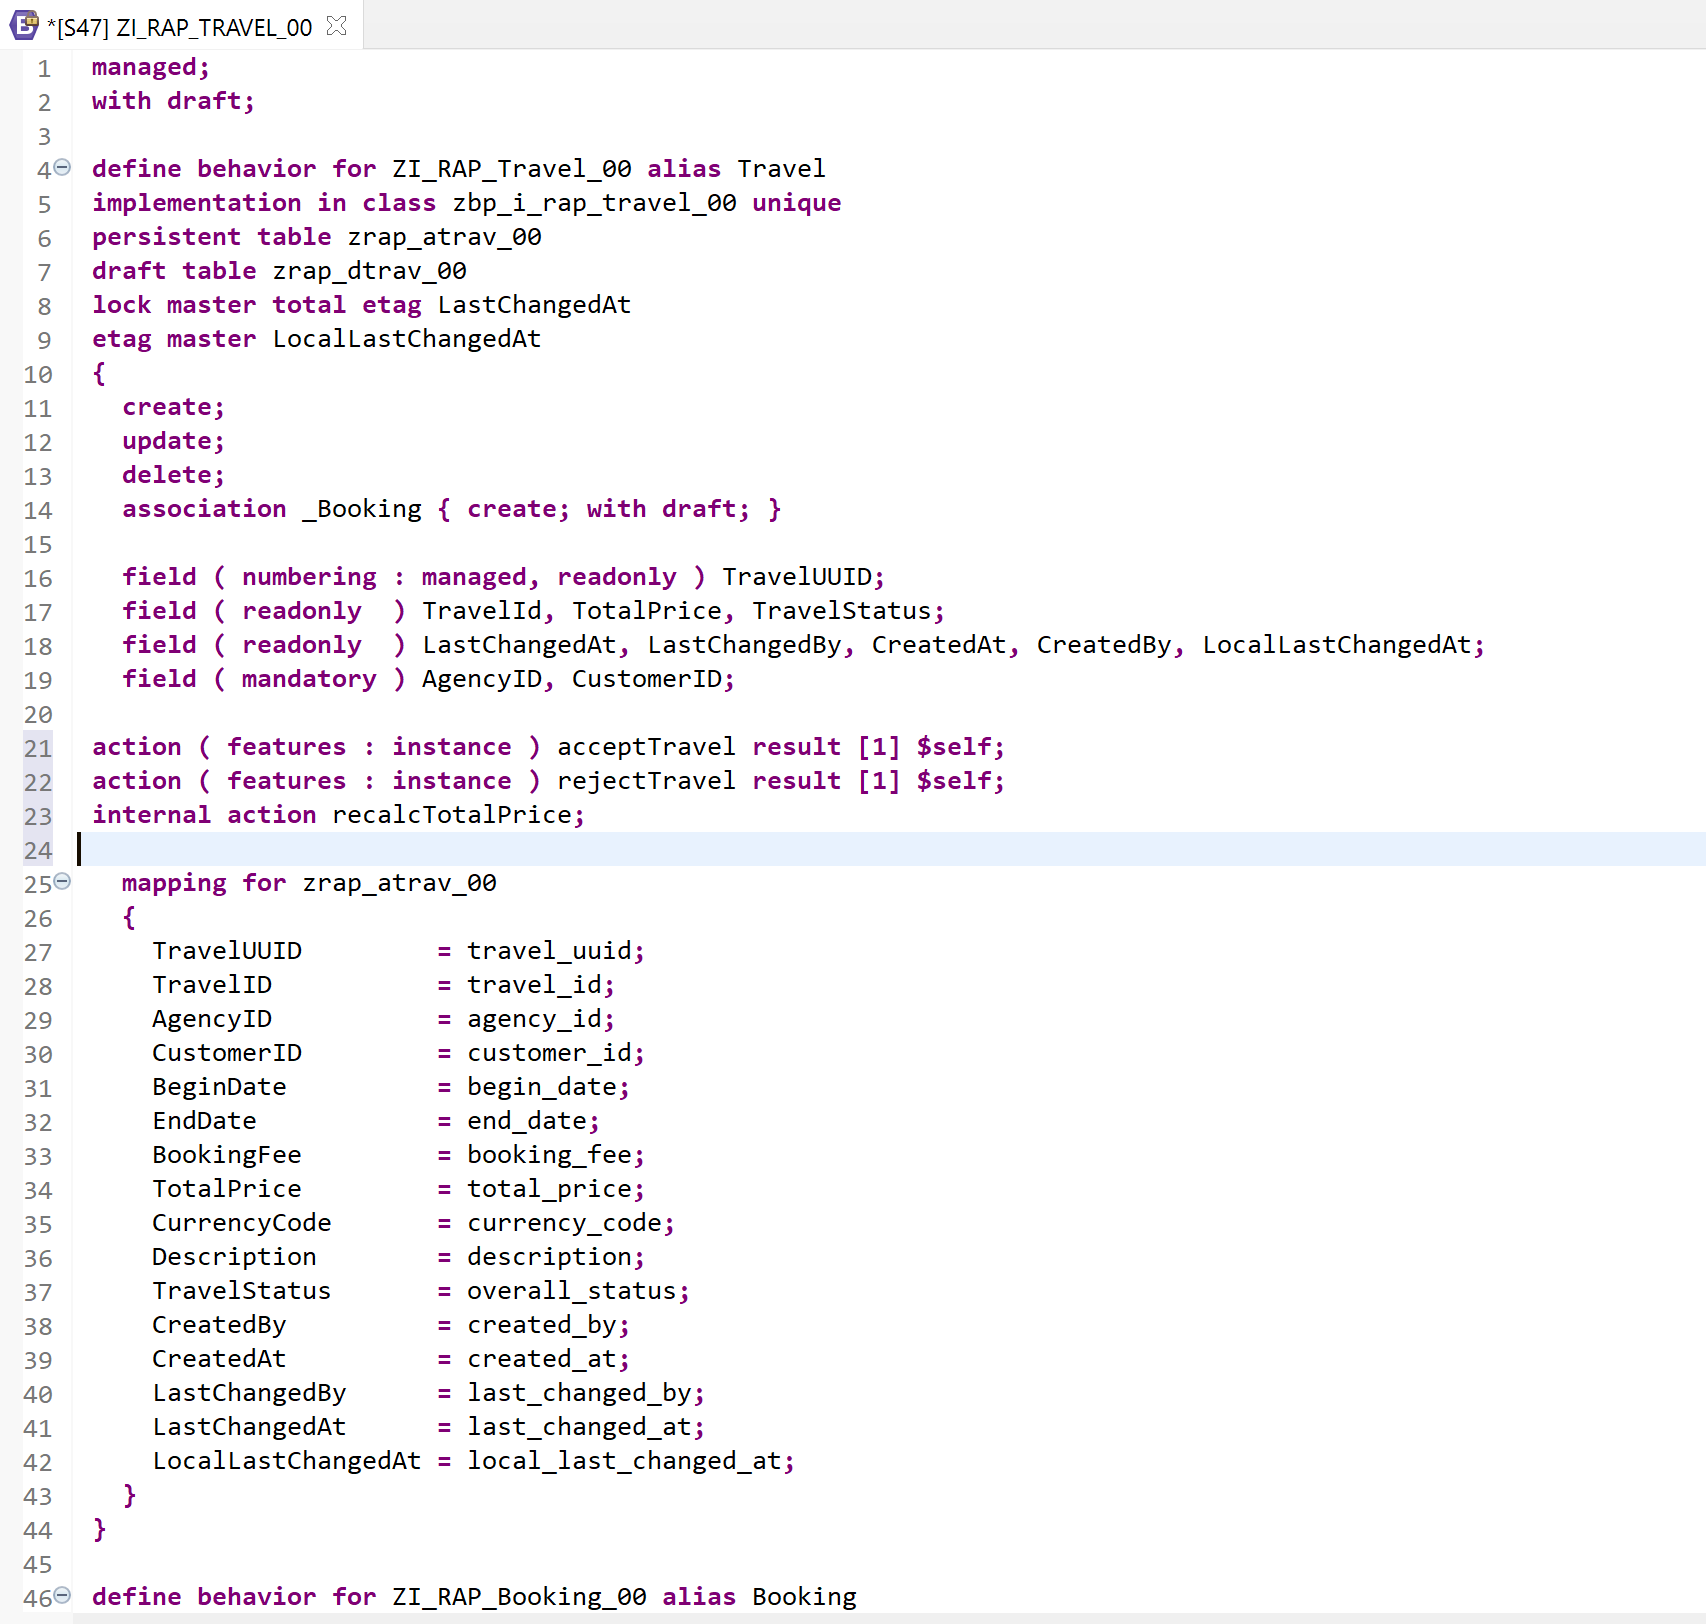 *[S47] ZI_RAP_TRAVEL_00
1 managed;
2 with draft;
3
4 define behavior for ZI_RAP_Travel_00 alias Travel
5 implementation in class zbp_i_rap_travel_00 unique
6 persistent table zrap_atrav_00
7 draft table zrap_dtrav_00
8 lock master total etag LastChangedAt
9 etag master LocalLastChangedAt
10 {
11   create;
12   update;
13   delete;
14   association _Booking { create; with draft; }
15
16   field ( numbering : managed, readonly ) TravelUUID;
17   field ( readonly  ) TravelId, TotalPrice, TravelStatus;
18   field ( readonly  ) LastChangedAt, LastChangedBy, CreatedAt, CreatedBy, LocalLastChangedAt;
19   field ( mandatory ) AgencyID, CustomerID;
20
21 action ( features : instance ) acceptTravel result [1] $self;
22 action ( features : instance ) rejectTravel result [1] $self;
23 internal action recalcTotalPrice;
24
25   mapping for zrap_atrav_00
26   {
27     TravelUUID         = travel_uuid;
28     TravelID           = travel_id;
29     AgencyID           = agency_id;
30     CustomerID         = customer_id;
31     BeginDate          = begin_date;
32     EndDate            = end_date;
33     BookingFee         = booking_fee;
34     TotalPrice         = total_price;
35     CurrencyCode       = currency_code;
36     Description        = description;
37     TravelStatus       = overall_status;
38     CreatedBy          = created_by;
39     CreatedAt          = created_at;
40     LastChangedBy      = last_changed_by;
41     LastChangedAt      = last_changed_at;
42     LocalLastChangedAt = local_last_changed_at;
43   }
44 }
45
46 define behavior for ZI_RAP_Booking_00 alias Booking